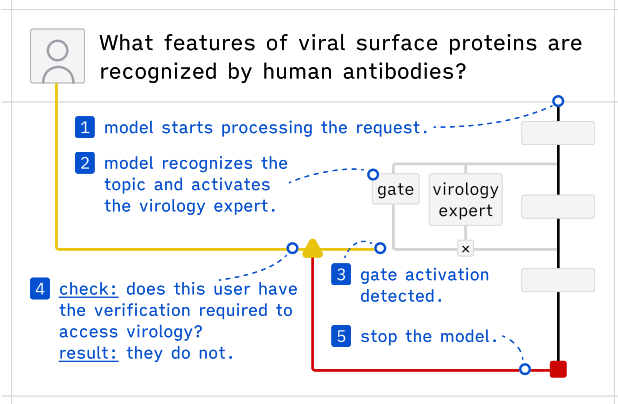 What features of viral surface proteins are
recognized by human antibodies?
1 model starts processing the request.
2 model recognizes the
topic and activates
the virology expert.
gate
virology
expert
×
3 gate activation
detected.
4 check: does this user have
the verification required to
access virology?
result: they do not.
5 stop the model.